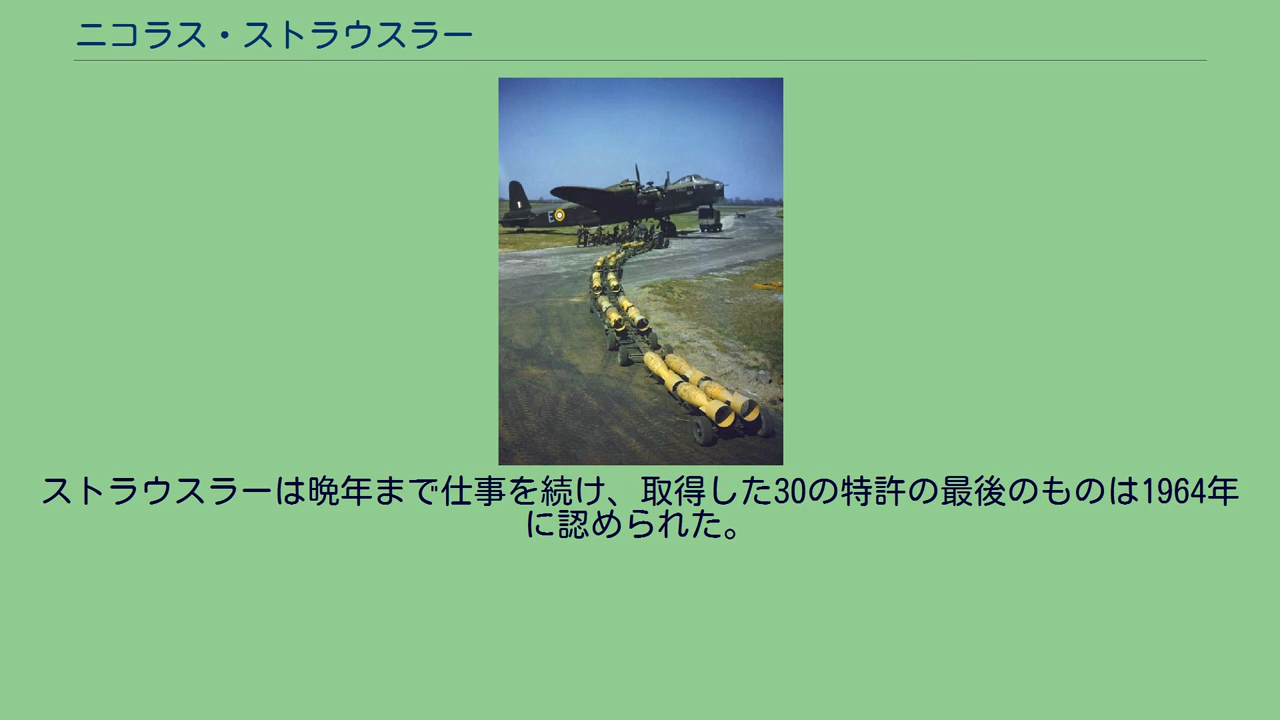 ニコラス・ストラウスラー
ストラウスラーは晩年まで仕事を続け、取得した30の特許の最後のものは1964年
に認められた。
E